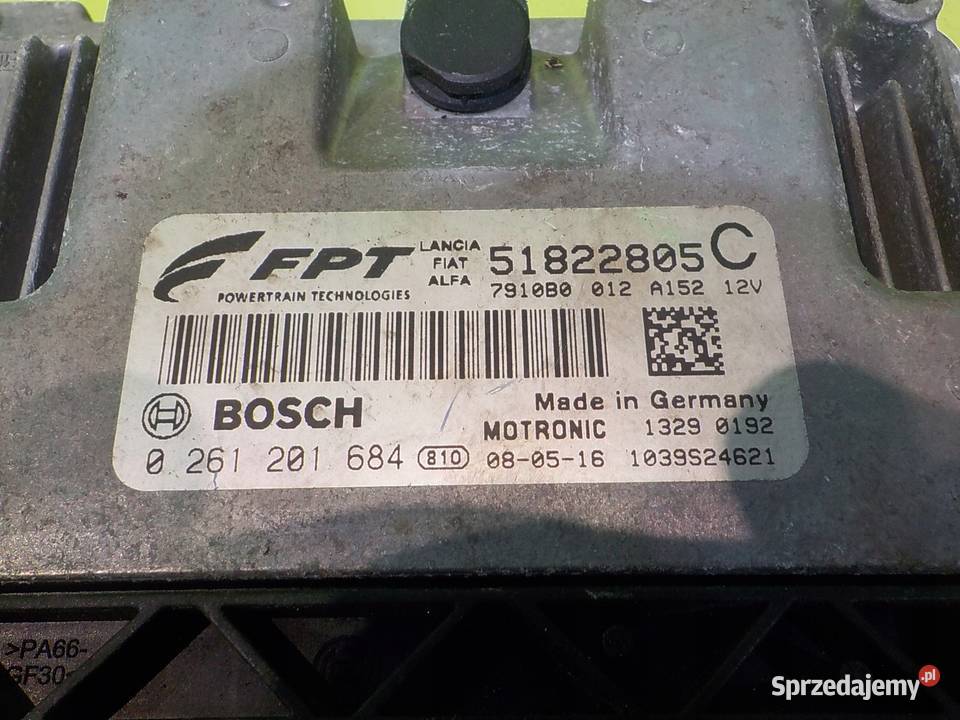 FPT
POWERTRAIN TECHNOLOGIES
LANCIA
FIAT
ALFA
51822805 C
7910B0 012 A152 12V
BOSCH
Made in Germany
MOTRONIC 1329 0192
0 261 201 684 810 08-05-16 1039S24621
>PA66-
GF30
Sprzedajemy.pl